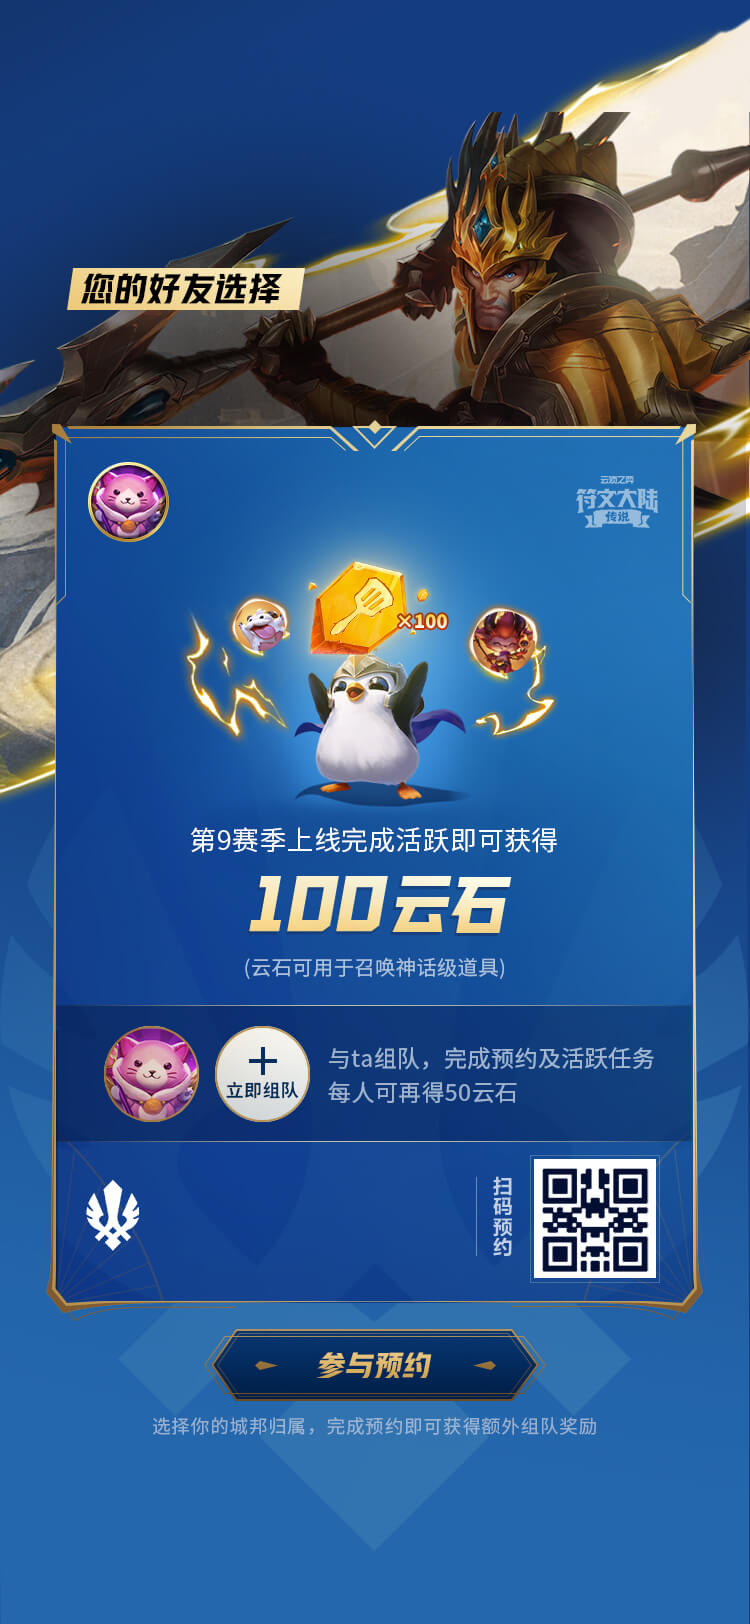 您的好友选择
云顶之弈
符文大陆
传说
×100
第9赛季上线完成活跃即可获得
100云石
(云石可用于召唤神话级道具)
立即组队
与ta组队，完成预约及活跃任务
每人可再得50云石
扫码预约
参与预约
选择你的城邦归属，完成预约即可获得额外组队奖励